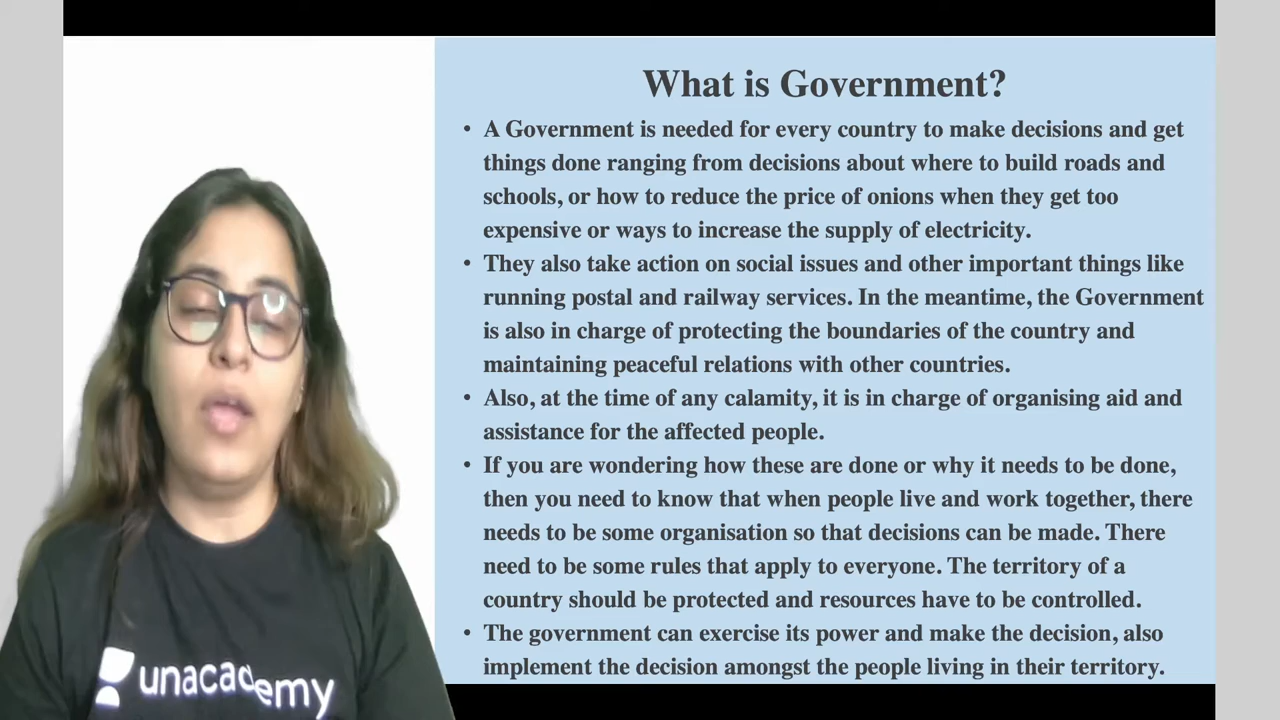 What is Government?
• A Government is needed for every country to make decisions and get
things done ranging from decisions about where to build roads and
schools, or how to reduce the price of onions when they get too
expensive or ways to increase the supply of electricity.
• They also take action on social issues and other important things like
running postal and railway services. In the meantime, the Government
is also in charge of protecting the boundaries of the country and
maintaining peaceful relations with other countries.
• Also, at the time of any calamity, it is in charge of organising aid and
assistance for the affected people.
• If you are wondering how these are done or why it needs to be done,
then you need to know that when people live and work together, there
needs to be some organisation so that decisions can be made. There
need to be some rules that apply to everyone. The territory of a
country should be protected and resources have to be controlled.
• The government can exercise its power and make the decision, also
implement the decision amongst the people living in their territory.
unacademy